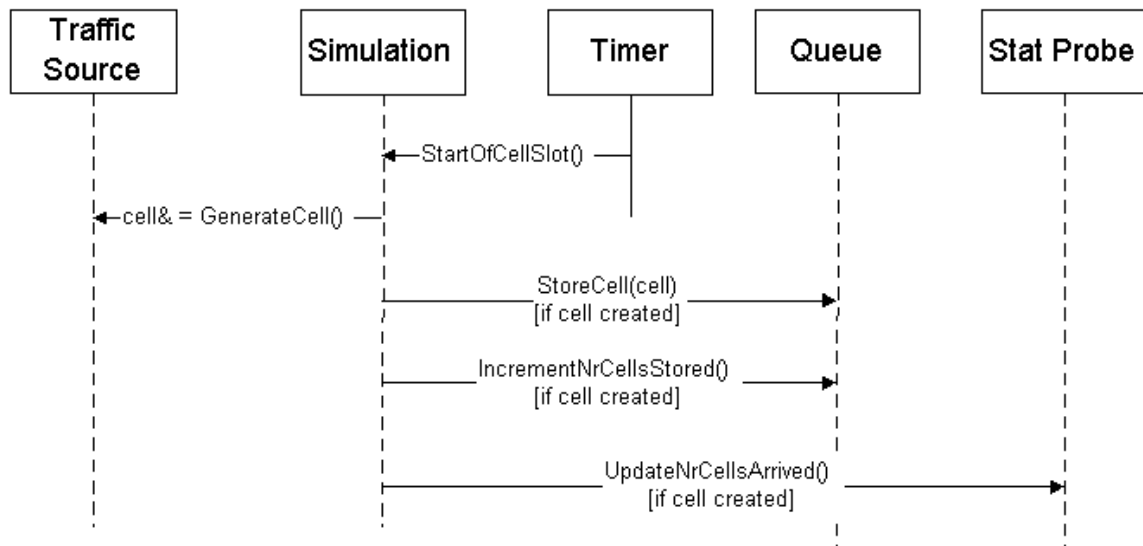 Traffic
Source
Simulation
Timer
Queue
Stat Probe
StartOfCellSlot()
cell& = GenerateCell()
StoreCell(cell)
[if cell created]
IncrementNrCellsStored()
[if cell created]
UpdateNrCellsArrived()
[if cell created]